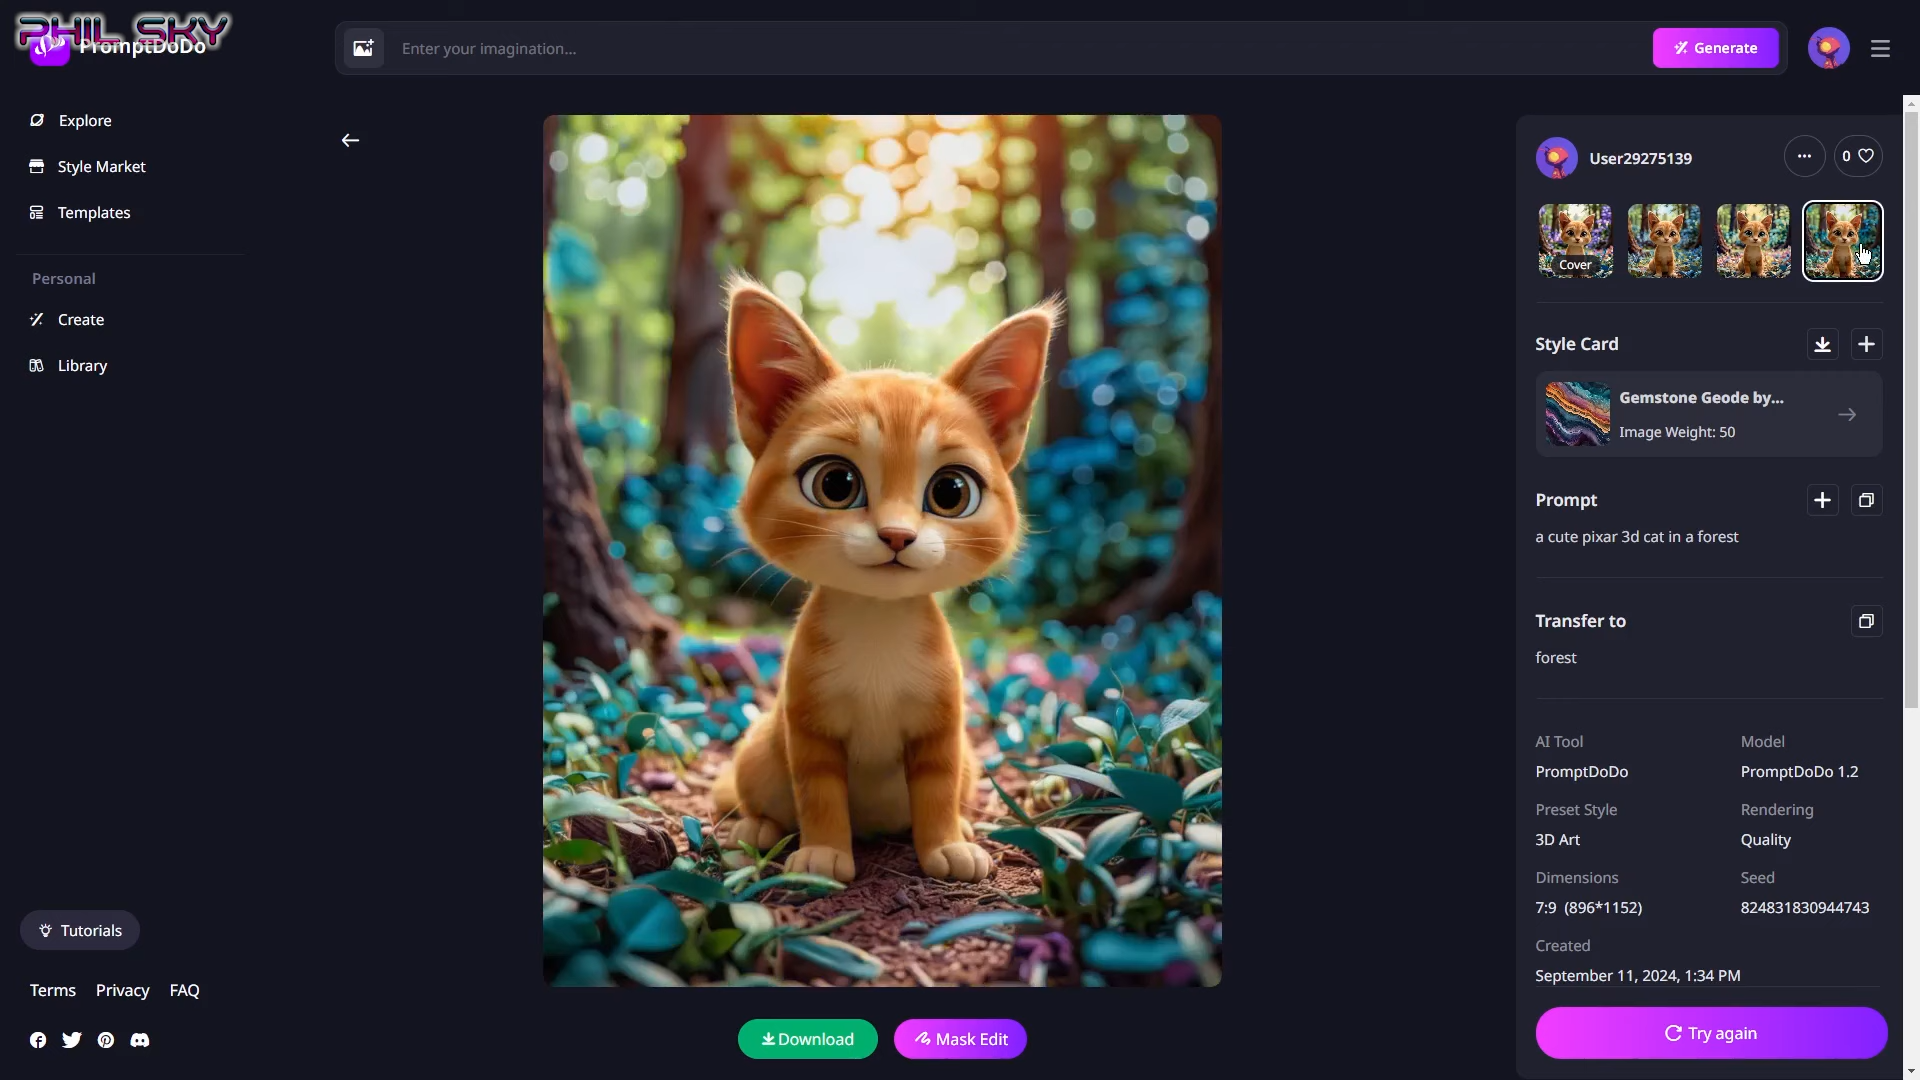 PHIL SKY
PromptDoDo
Enter your imagination...
Generate
Explore
Style Market
Templates
Personal
Create
Library
Tutorials
Terms Privacy FAQ
Download
Mask Edit
User29275139
0
Cover
Style Card
Gemstone Geode by...
Image Weight: 50
Prompt
a cute pixar 3d cat in a forest
Transfer to
forest
AI Tool Model
PromptDoDo PromptDoDo 1.2
Preset Style Rendering
3D Art Quality
Dimensions Seed
7:9 (896*1152) 824831830944743
Created
September 11, 2024, 1:34 PM
Try again